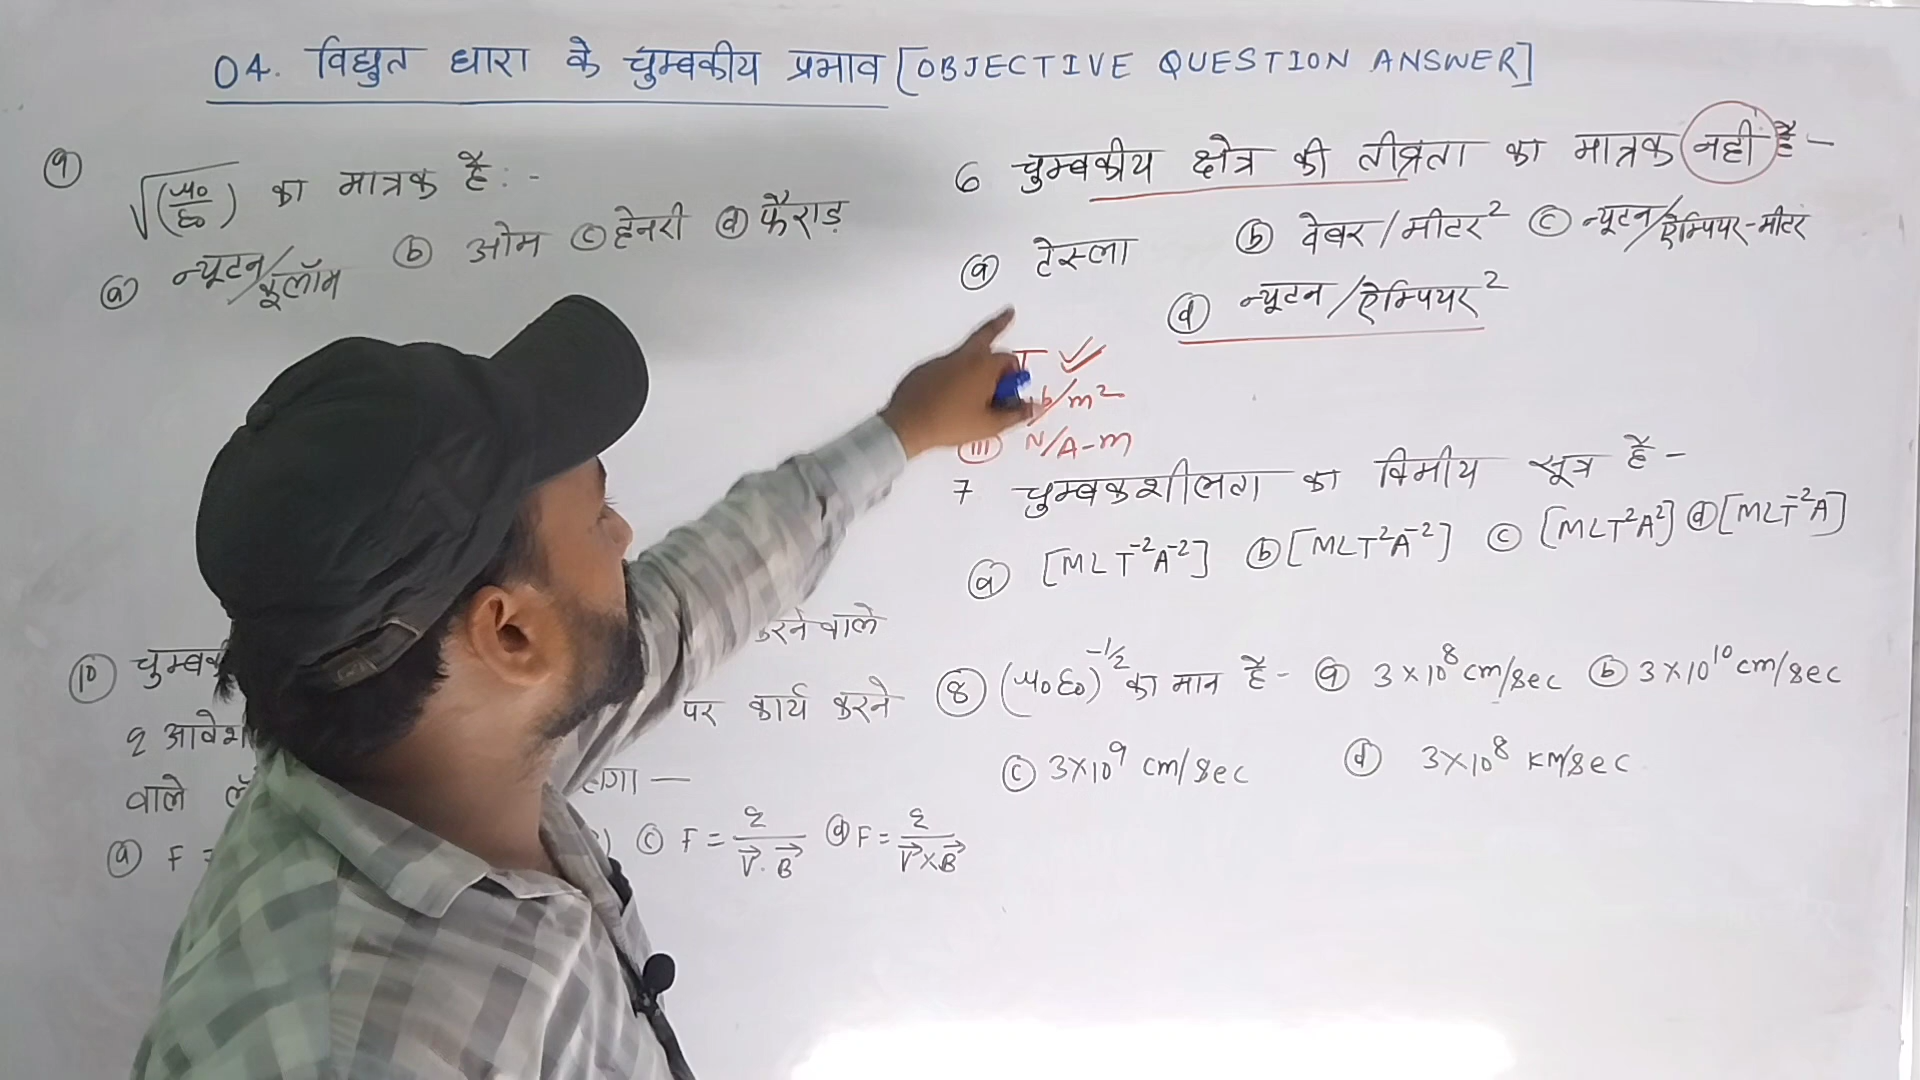 04. विद्युत धारा के चुम्बकीय प्रभाव [OBJECTIVE QUESTION ANSWER]
९ √(μ₀/ε₀) का मात्रक है:-
ⓐ न्यूटन/कूलॉम ⓑ ओम ⓒ हेनरी ⓓ फैराड़
10 चुम्बक करने वाले
q आवेश पर कार्य करने
वाले
ⓐ F = ⓒ F = q/(V⃗.B⃗) ⓓ F = q/(V⃗×B⃗)
6 चुम्बकीय क्षेत्र की तीव्रता का मात्रक नही है -
ⓐ टेस्ला ⓑ वेबर/मीटर² ⓒ न्यूटन/ऐम्पियर-मीटर
ⓓ न्यूटन/ऐम्पियर²
T ✓
b/m²
(iii) N/A-m
7 चुम्बकशीलता का विमीय सूत्र है -
ⓐ [MLT⁻²A⁻²] ⓑ [MLT²A⁻²] ⓒ [MLT²A²] ⓓ [MLT⁻²A]
⑧ (μ₀ε₀)^-1/2 का मान है - ⓐ 3×10⁸ cm/sec ⓑ 3×10¹⁰ cm/sec
ⓒ 3×10⁹ cm/sec ⓓ 3×10⁸ KM/sec